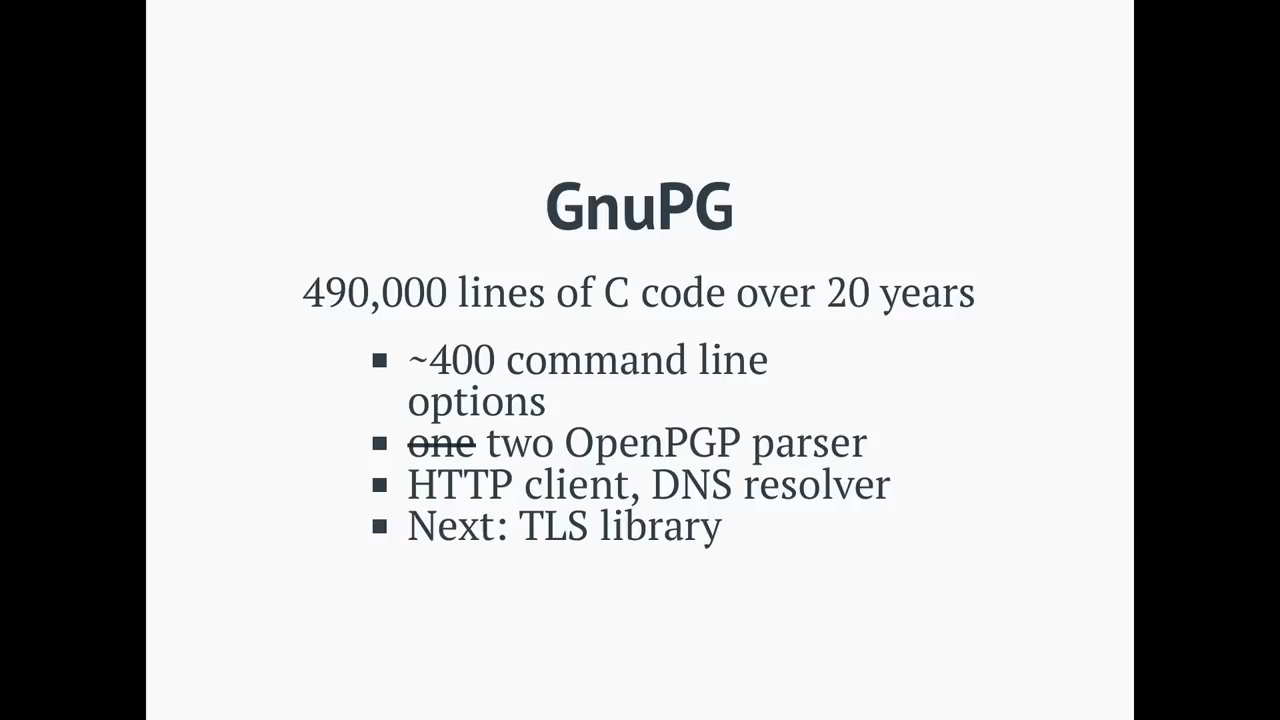 GnuPG
490,000 lines of C code over 20 years
~400 command line
options
one two OpenPGP parser
HTTP client, DNS resolver
Next: TLS library